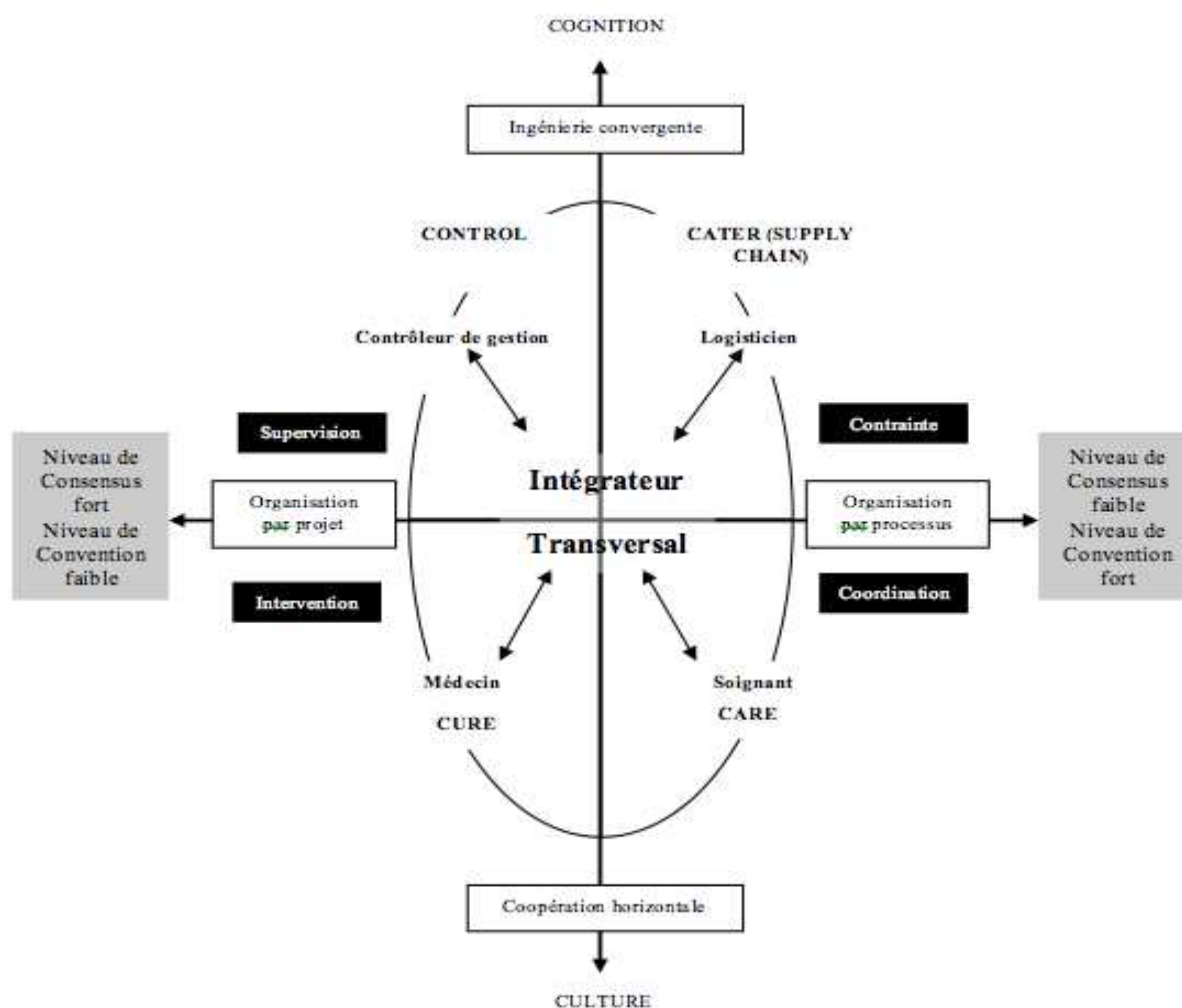 COGNITION
Ingénierie convergente
CONTROL
CATER (SUPPLY
CHAIN)
Contrôleur de gestion
Logisticien
Supervision
Contrainte
Niveau de
Consensus
fort
Niveau de
Convention
faible
Organisation
par projet
Intégrateur
Transversal
Organisation
par processus
Niveau de
Consensus
faible
Niveau de
Convention
fort
Intervention
Coordination
Médecin
CURE
Soignant
CARE
Coopération horizontale
CULTURE